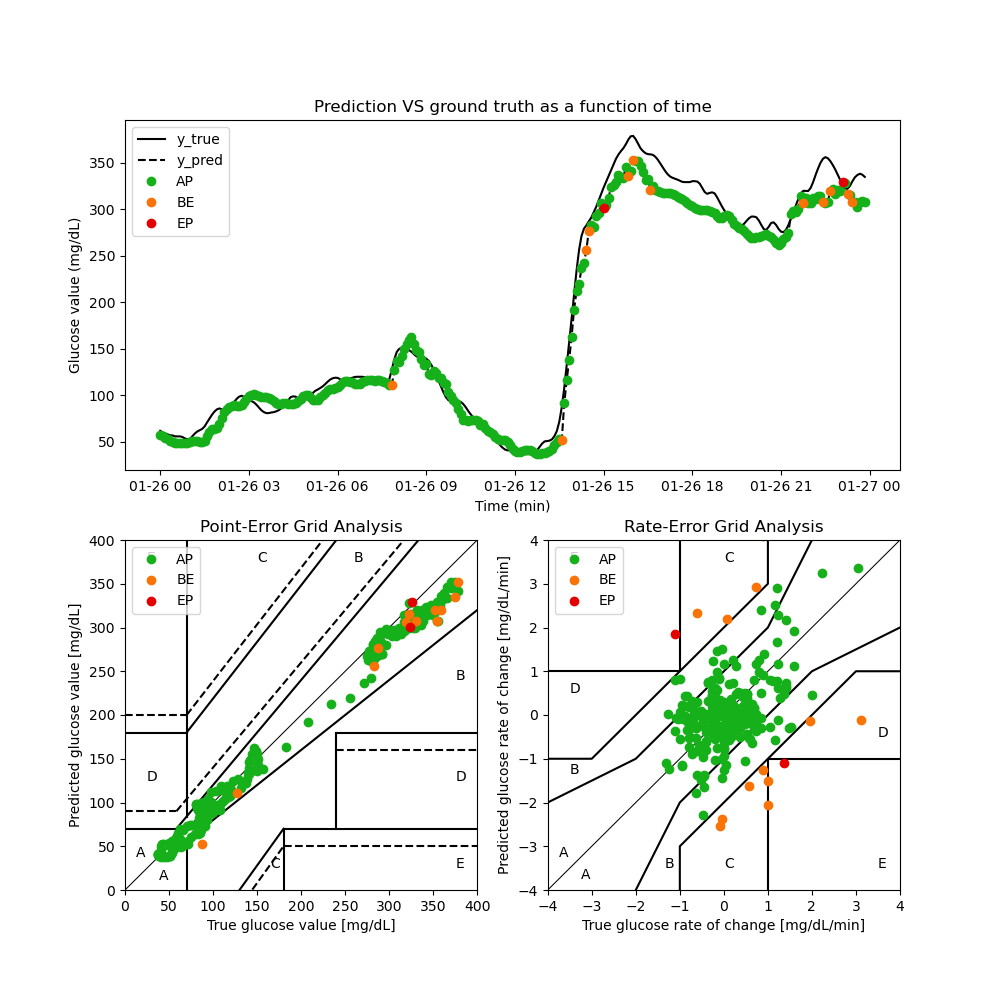 Prediction VS ground truth as a function of time
Glucose value (mg/dL)
350
300
250
200
150
100
50
y_true
y_pred
AP
BE
EP
01-26 00 01-26 03 01-26 06 01-26 09 01-26 12 01-26 15 01-26 18 01-26 21 01-27 00
Time (min)
Point-Error Grid Analysis
Predicted glucose value [mg/dL]
400
350
300
250
200
150
100
50
0
AP
BE
EP
C
B
B
D
D
A
A
C
E
0 50 100 150 200 250 300 350 400
True glucose value [mg/dL]
Rate-Error Grid Analysis
Predicted glucose rate of change [mg/dL/min]
4
3
2
1
0
−1
−2
−3
−4
AP
BE
EP
C
D
D
B
A
A
B
C
E
−4 −3 −2 −1 0 1 2 3 4
True glucose rate of change [mg/dL/min]